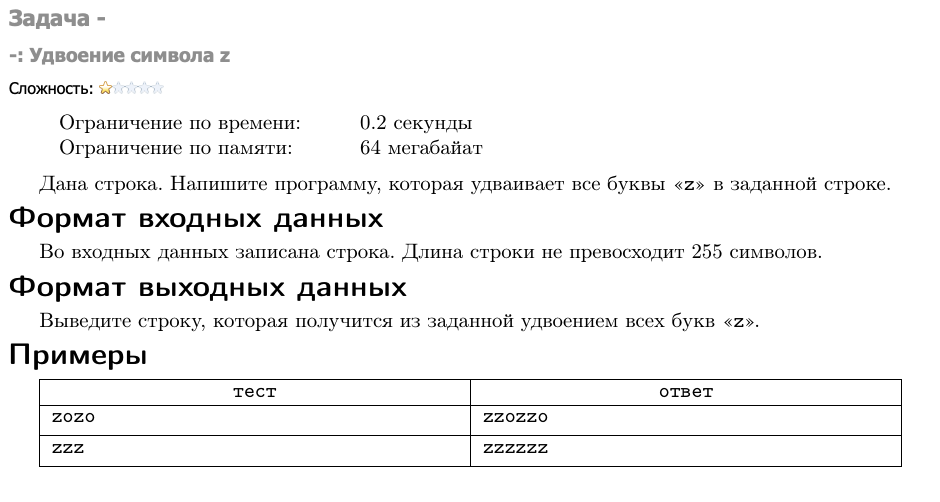 Задача -
-: Удвоение символа z
Сложность:
Ограничение по времени: 0.2 секунды
Ограничение по памяти: 64 мегабайт
Дана строка. Напишите программу, которая удваивает все буквы «z» в заданной строке.
Формат входных данных
Во входных данных записана строка. Длина строки не превосходит 255 символов.
Формат выходных данных
Выведите строку, которая получится из заданной удвоением всех букв «z».
Примеры
тест ответ
zozo zzozzo
zzz zzzzzz